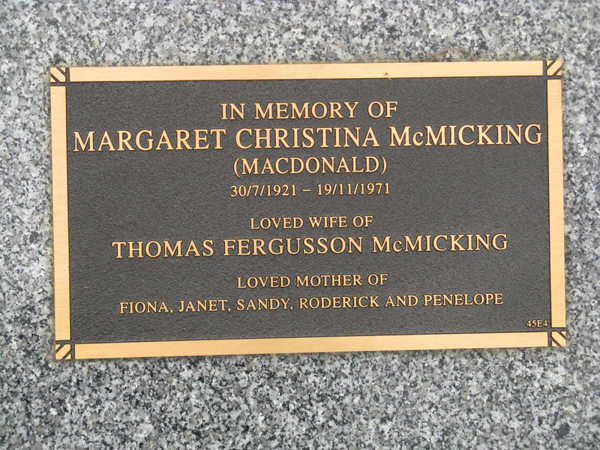 IN MEMORY OF
MARGARET CHRISTINA McMICKING
(MACDONALD)
30/7/1921 – 19/11/1971
LOVED WIFE OF
THOMAS FERGUSSON McMICKING
LOVED MOTHER OF
FIONA, JANET, SANDY, RODERICK AND PENELOPE
45E4